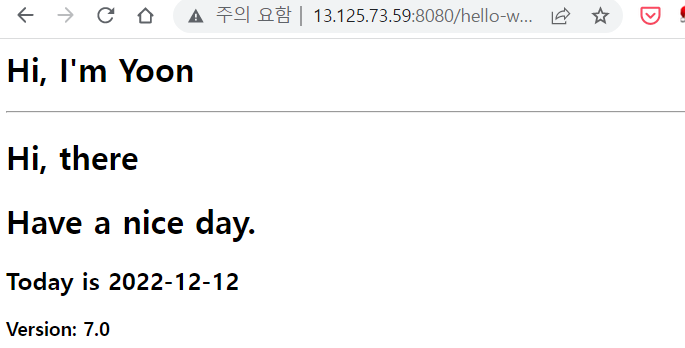 주의 요함 | 13.125.73.59:8080/hello-w...
Hi, I'm Yoon
Hi, there
Have a nice day.
Today is 2022-12-12
Version: 7.0